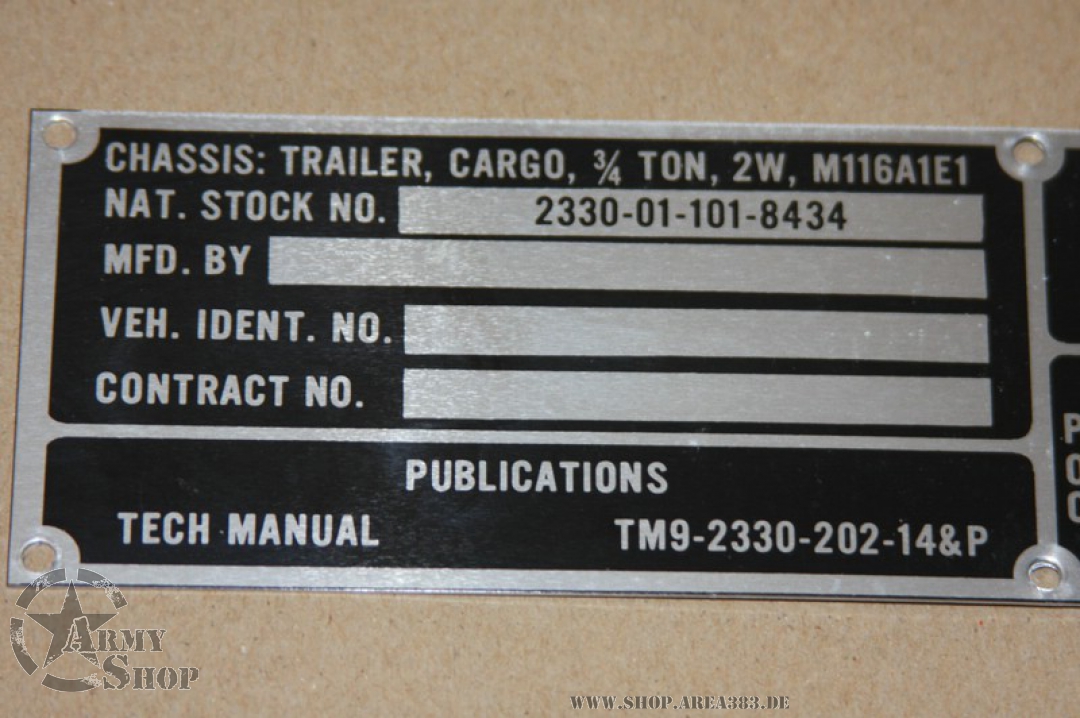 CHASSIS: TRAILER, CARGO, ¾ TON, 2W, M116A1E1
NAT. STOCK NO. 2330-01-101-8434
MFD. BY
VEH. IDENT. NO.
CONTRACT NO.
PUBLICATIONS
TECH MANUAL TM9-2330-202-14&P
ARMY
SHOP
WWW.SHOP.AREA383.DE